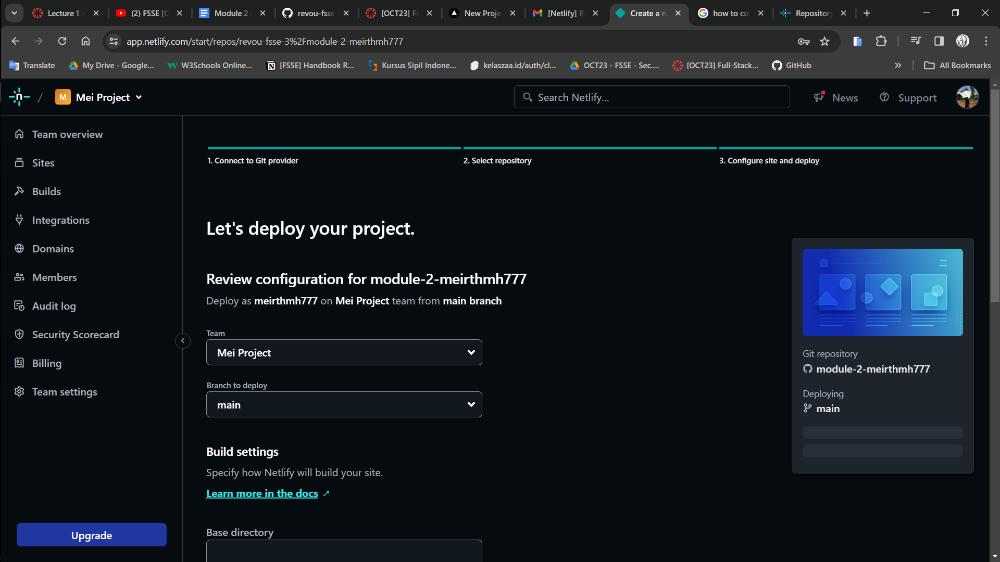 Lecture 1 -
(2) FSSE [
Module 2
revou-fsse
[OCT23] F
New Proje
[Netlify] R
Create a n
how to co
Repository
app.netlify.com/start/repos/revou-fsse-3%2Fmodule-2-meirthmh777
Translate
My Drive - Google...
W3Schools Online...
[FSSE] Handbook R...
Kursus Sipil Indone...
kelaszaa.id/auth/cl...
OCT23 - FSSE - Sec....
[OCT23] Full-Stack...
GitHub
All Bookmarks
n / M Mei Project
Search Netlify...
News
Support
Team overview
Sites
Builds
Integrations
Domains
Members
Audit log
Security Scorecard
Billing
Team settings
Upgrade
1. Connect to Git provider
2. Select repository
3. Configure site and deploy
Let's deploy your project.
Review configuration for module-2-meirthmh777
Deploy as meirthmh777 on Mei Project team from main branch
Team
Mei Project
Branch to deploy
main
Build settings
Specify how Netlify will build your site.
Learn more in the docs
Base directory
Git repository
module-2-meirthmh777
Deploying
main